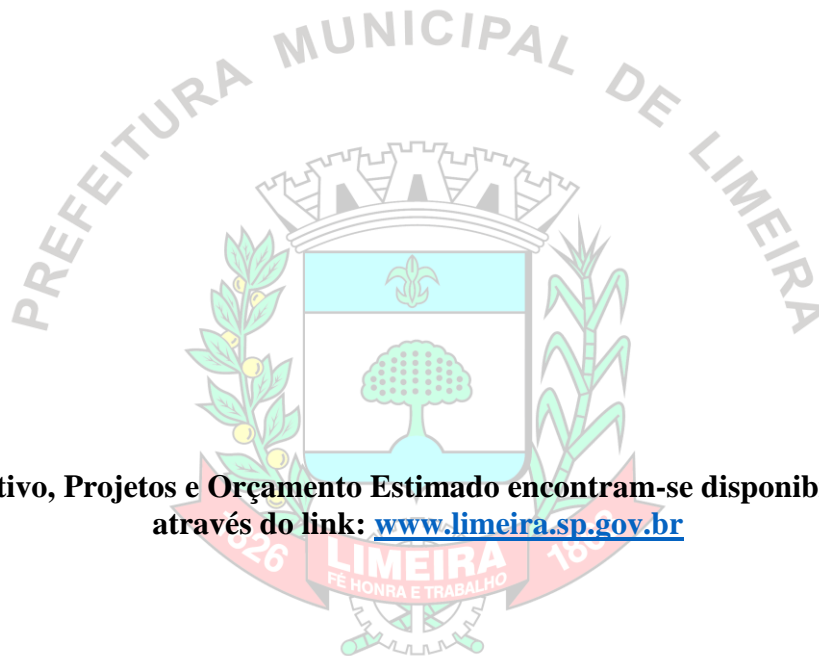 PREFEITURA MUNICIPAL DE LIMEIRA
tivo, Projetos e Orçamento Estimado encontram-se disponib
através do link: www.limeira.sp.gov.br
1826
LIMEIRA
FÉ HONRA E TRABALHO